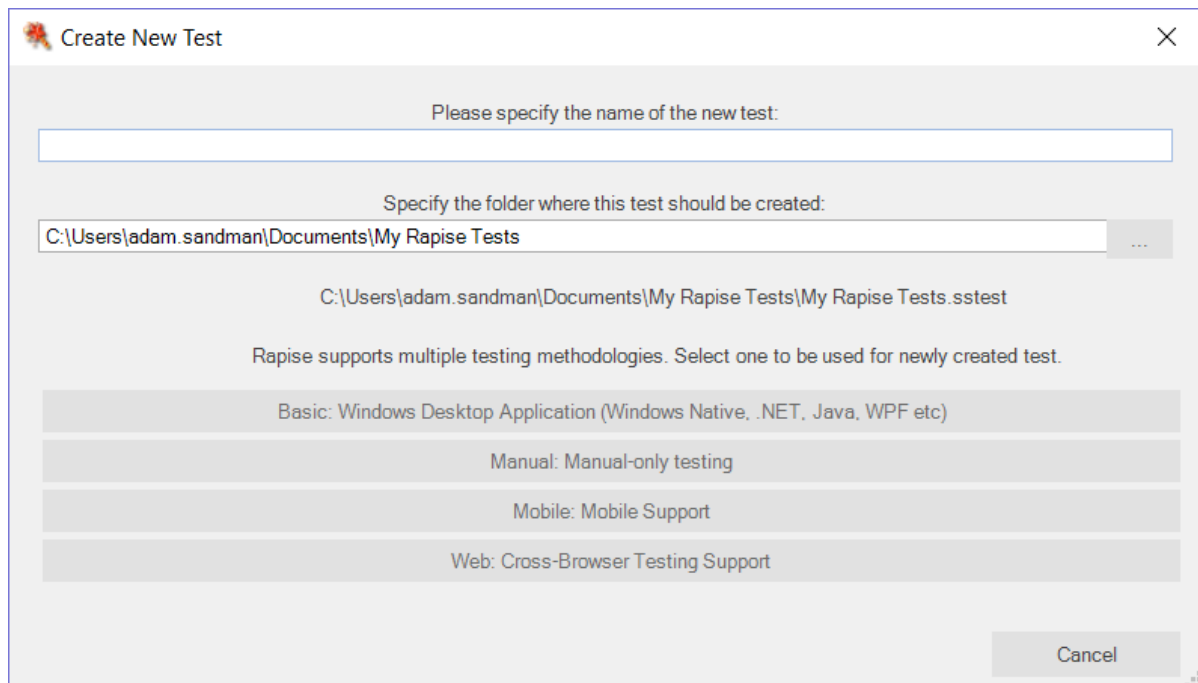 Create New Test
Please specify the name of the new test:
Specify the folder where this test should be created:
C:\Users\adam.sandman\Documents\My Rapise Tests
...
C:\Users\adam.sandman\Documents\My Rapise Tests\My Rapise Tests.sstest
Rapise supports multiple testing methodologies. Select one to be used for newly created test.
Basic: Windows Desktop Application (Windows Native, .NET, Java, WPF etc)
Manual: Manual-only testing
Mobile: Mobile Support
Web: Cross-Browser Testing Support
Cancel